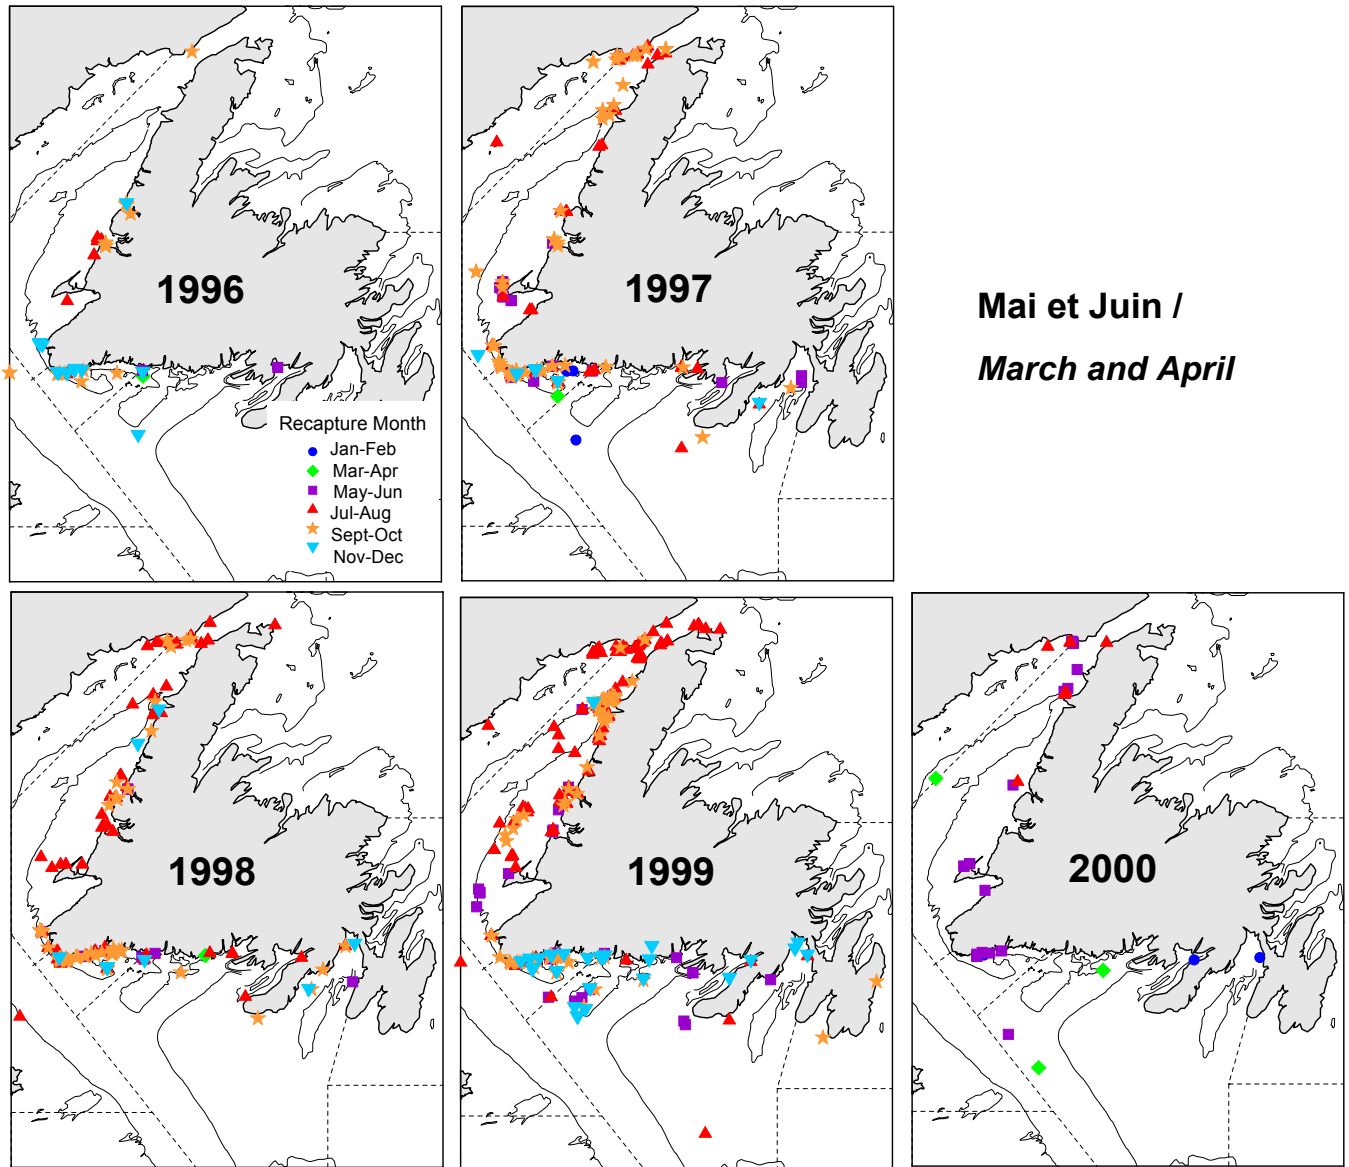 1996
1997
Mai et Juin /
March and April
Recapture Month
Jan-Feb
Mar-Apr
May-Jun
Jul-Aug
Sept-Oct
Nov-Dec
1998
1999
2000